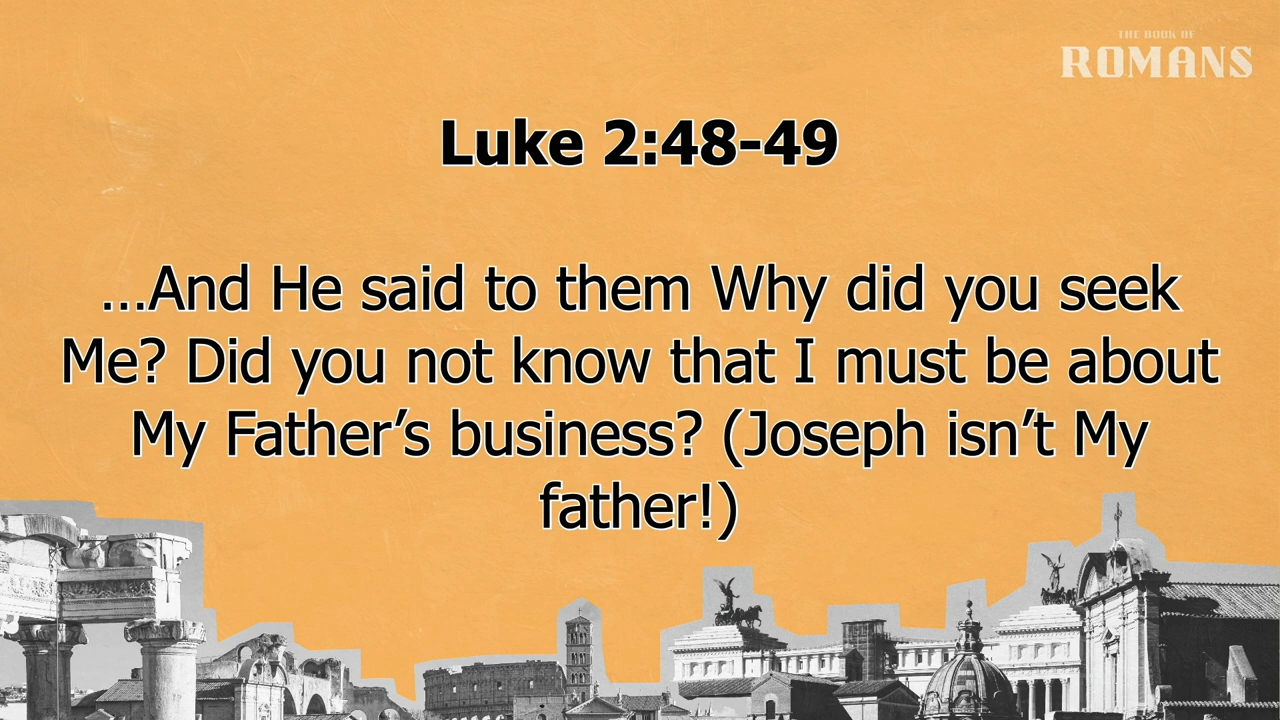 THE BOOK OF
ROMANS
Luke 2:48-49
...And He said to them Why did you seek
Me? Did you not know that I must be about
My Father’s business? (Joseph isn’t My
father!)